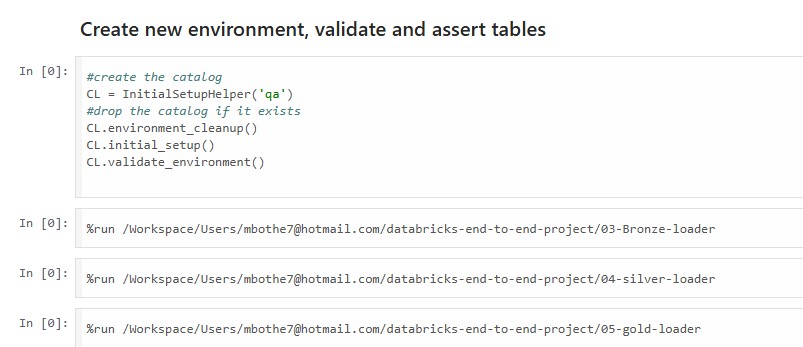 Create new environment, validate and assert tables
In [0]:
#create the catalog
CL = InitialSetupHelper('qa')
#drop the catalog if it exists
CL.environment_cleanup()
CL.initial_setup()
CL.validate_environment()
In [0]:
%run /Workspace/Users/mbothe7@hotmail.com/databricks-end-to-end-project/03-Bronze-loader
In [0]:
%run /Workspace/Users/mbothe7@hotmail.com/databricks-end-to-end-project/04-silver-loader
In [0]:
%run /Workspace/Users/mbothe7@hotmail.com/databricks-end-to-end-project/05-gold-loader